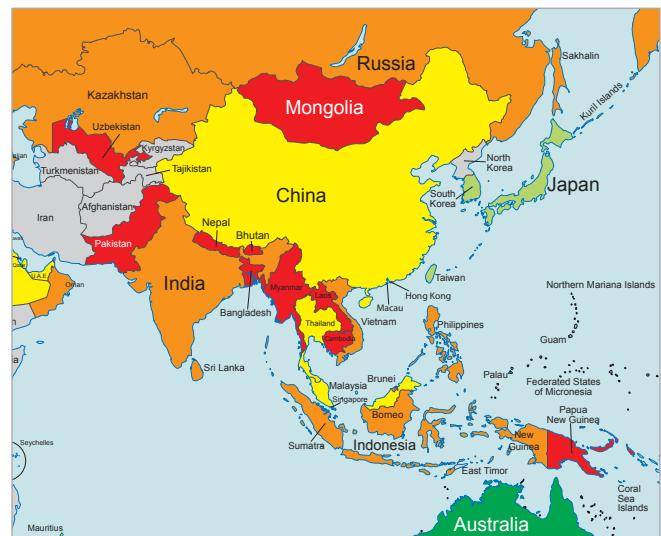 Russia
Sakhalin
Kazakhstan
Kuril Islands
Mongolia
Uzbekistan
Kyrgyzstan
North
Korea
Turkmenistan
Tajikistan
South
Korea
Japan
China
Iran
Afghanistan
Nepal
Bhutan
Pakistan
U.A.E.
Oman
India
Taiwan
Myanmar
Laos
Hong Kong
Macau
Northern Mariana Islands
Bangladesh
Vietnam
Thailand
Philippines
Cambodia
Guam
Sri Lanka
Palau
Brunei
Malaysia
Federated States
of Micronesia
Singapore
Borneo
Papua
New Guinea
New
Guinea
Sumatra
Indonesia
Seychelles
East Timor
Coral
Sea
Islands
Mauritius
Australia